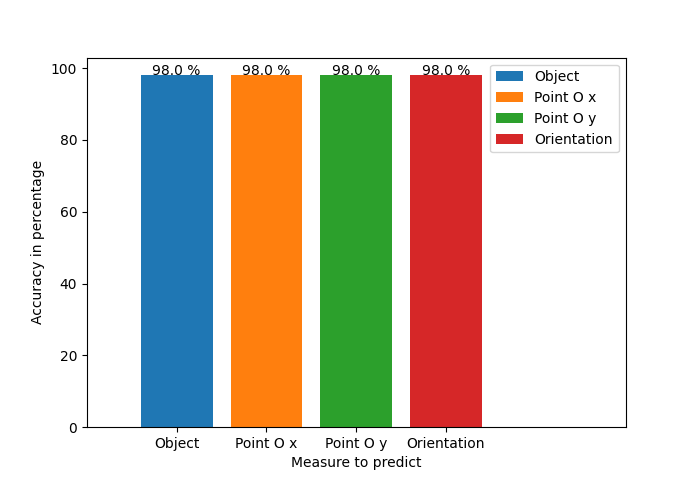 98.0 %
98.0 %
98.0 %
98.0 %
Object
Point O x
Point O y
Orientation
100
80
60
40
20
0
Accuracy in percentage
Object
Point O x
Point O y
Orientation
Measure to predict